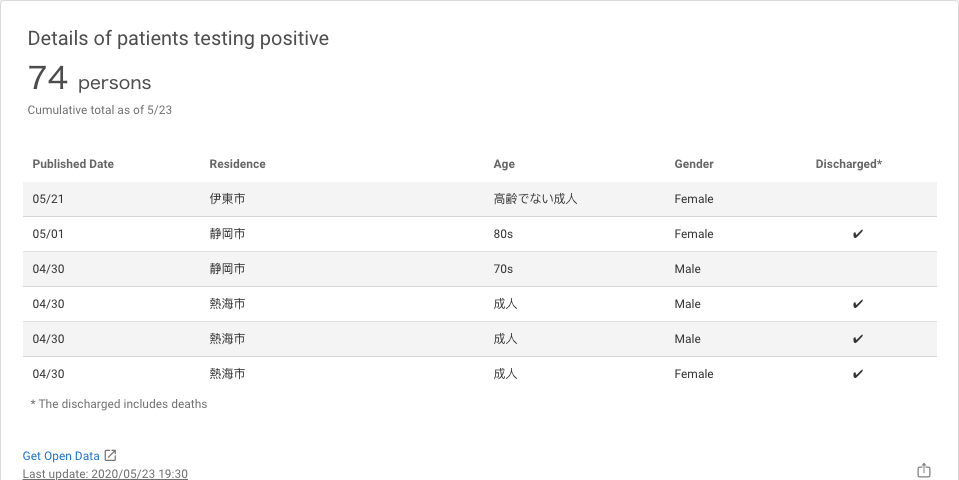 Details of patients testing positive
74 persons
Cumulative total as of 5/23
Published Date Residence Age Gender Discharged*
05/21 伊東市 高齢でない成人 Female
05/01 静岡市 80s Female ✔
04/30 静岡市 70s Male
04/30 熱海市 成人 Male ✔
04/30 熱海市 成人 Male ✔
04/30 熱海市 成人 Female ✔
* The discharged includes deaths
Get Open Data
Last update: 2020/05/23 19:30